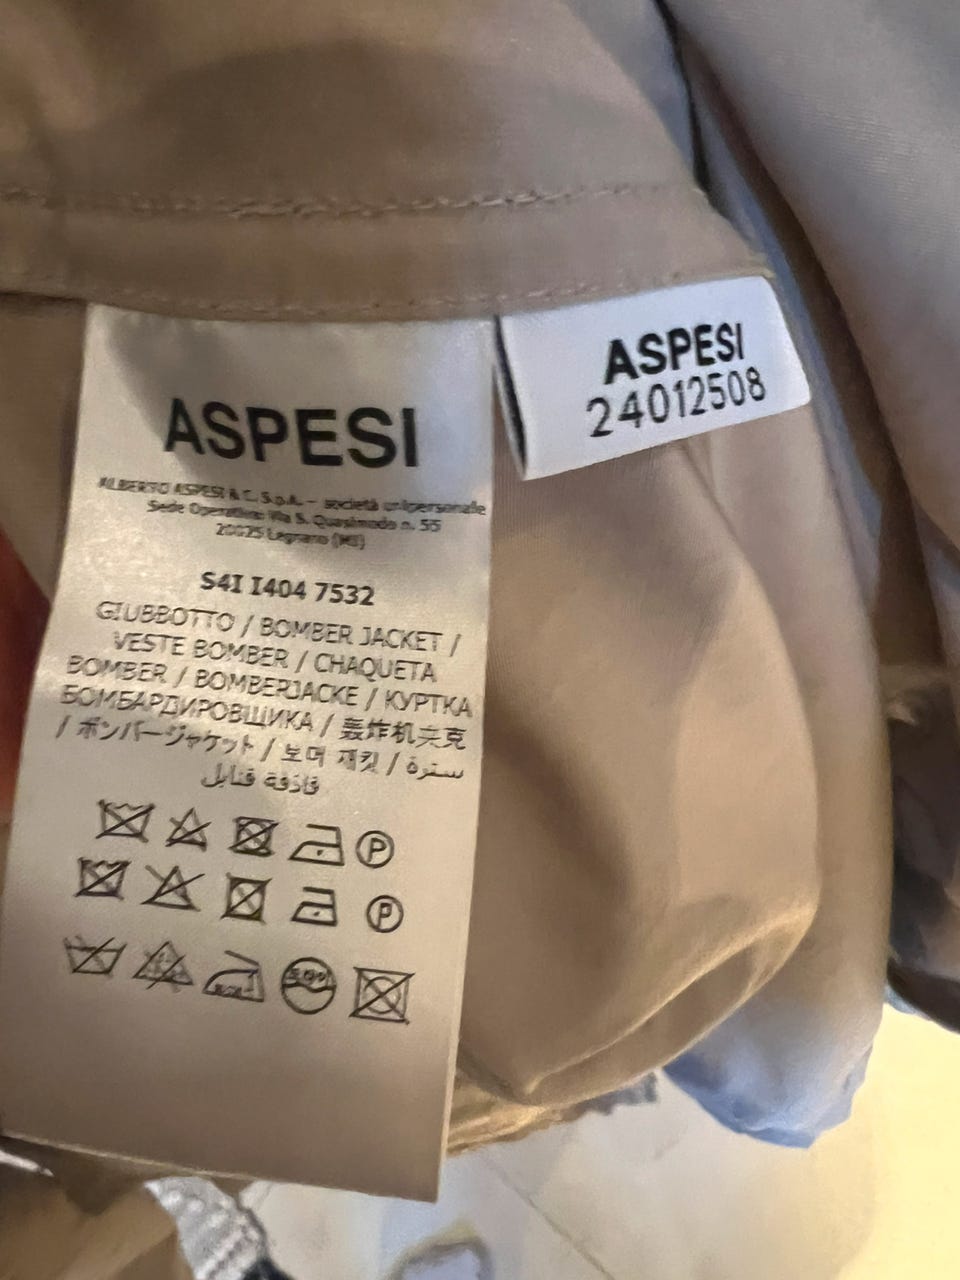 ASPESI
ALBERTO ASPESI & C. S.p.A. - società unipersonale
Sede Operativa: Via S. Quasimodo n. 55
20025 Legnano (MI)
S4I I404 7532
GIUBBOTTO / BOMBER JACKET /
VESTE BOMBER / CHAQUETA
BOMBER / BOMBERJACKE / КУРТКА
БОМБАРДИРОВЩИКА / 轰炸机夹克
/ ボンバージャケット / 보머 재킷 / سترة
قاذفة قنابل
P
P
ASPESI
24012508